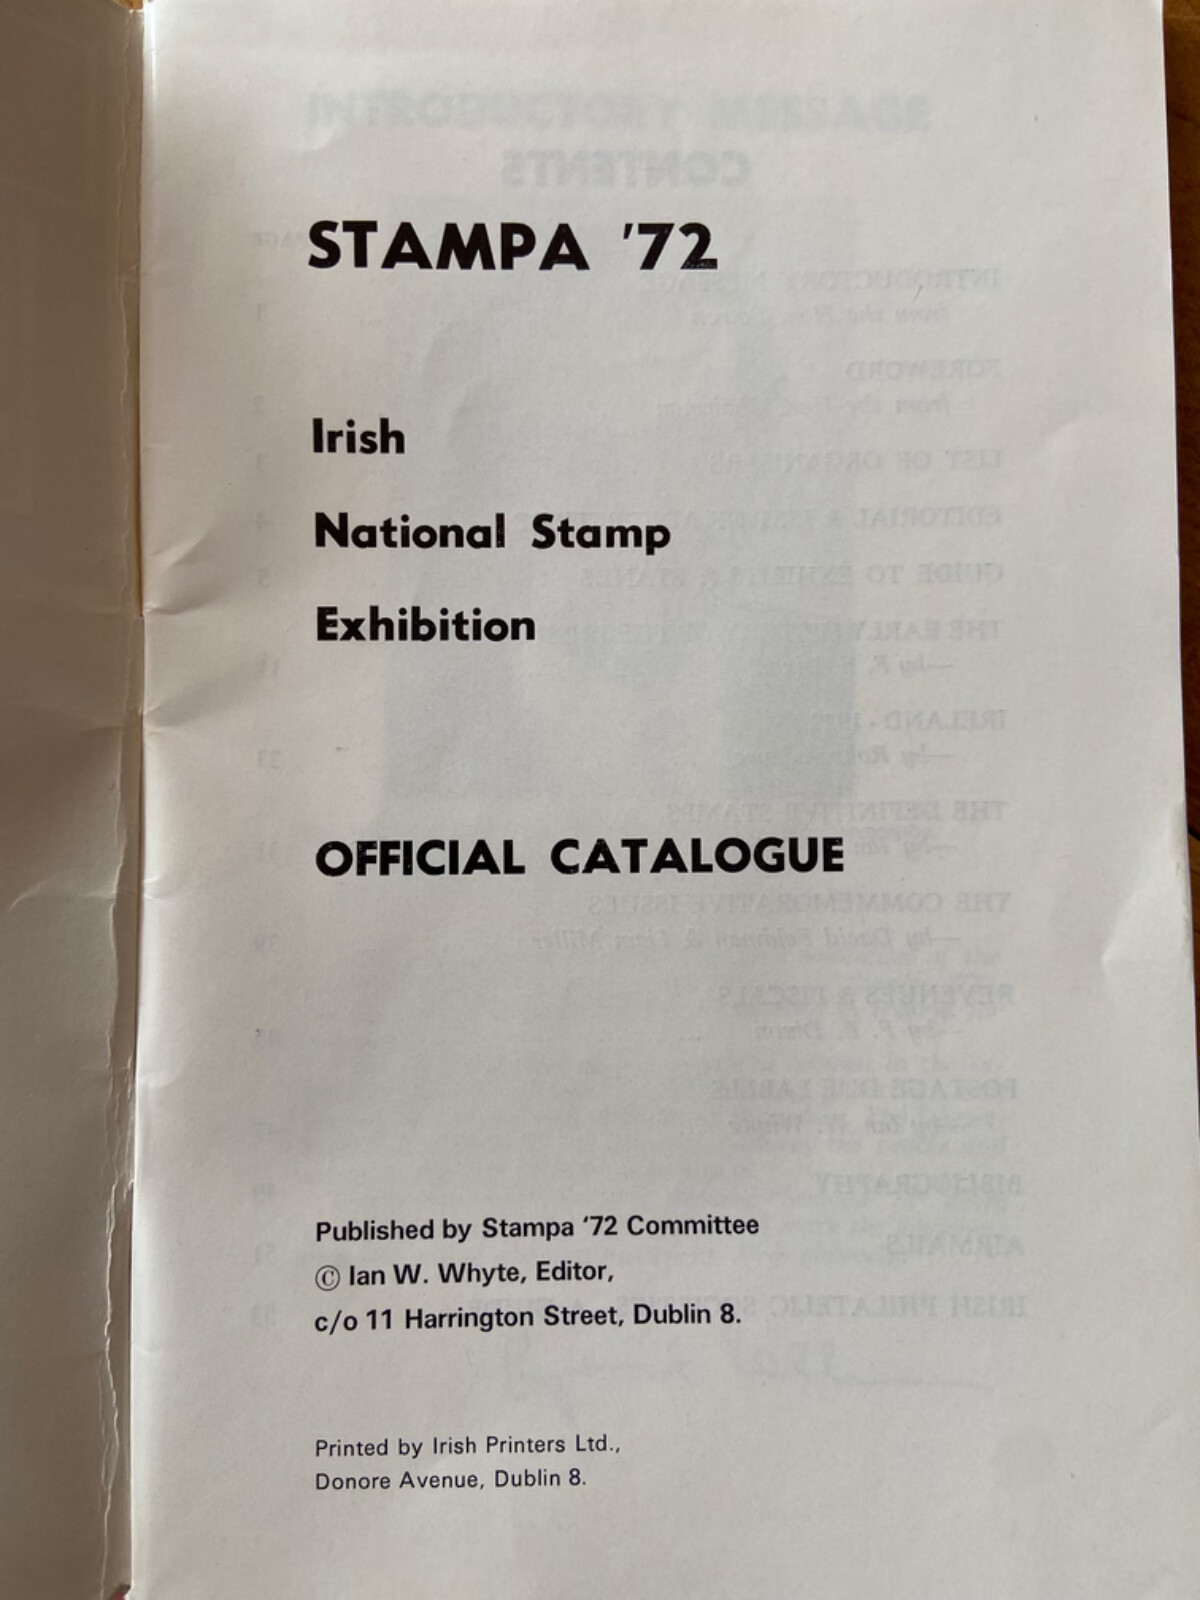 STAMPA '72
Irish
National Stamp
Exhibition
OFFICIAL CATALOGUE
Published by Stampa '72 Committee
© Ian W. Whyte, Editor,
c/o 11 Harrington Street, Dublin 8.
Printed by Irish Printers Ltd.,
Donore Avenue, Dublin 8.